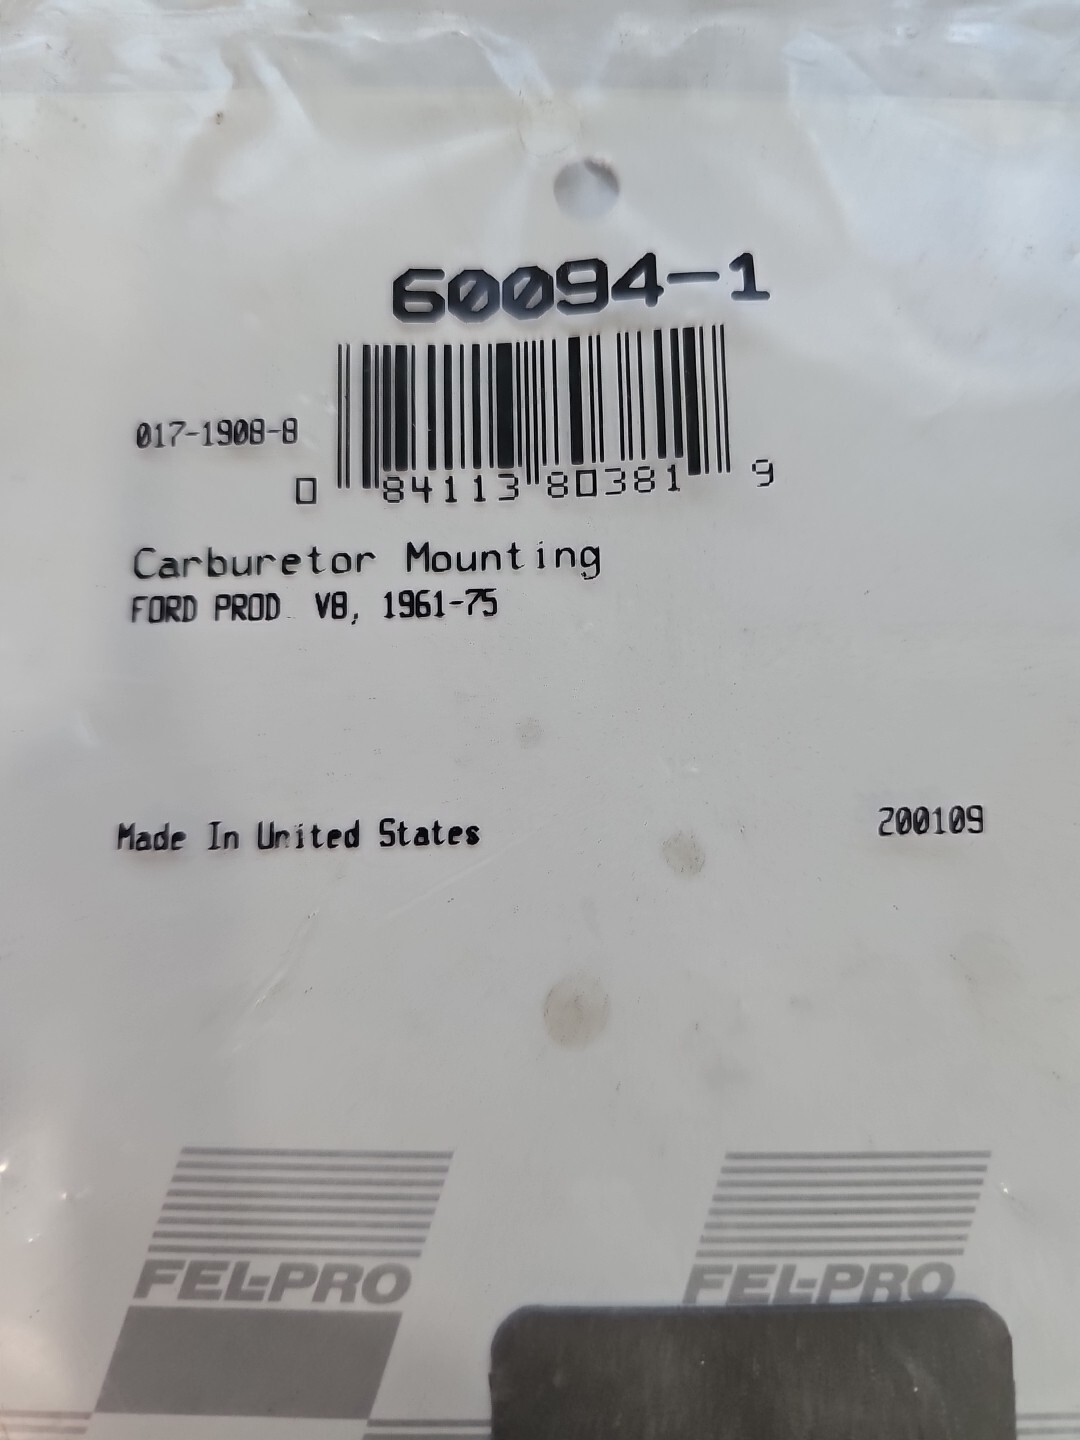 60094-1
017-1908-8
0 84113 80381 9
Carburetor Mounting
FORD PROD. V8, 1961-75
Made In United States
200109
FEL-PRO FEL-PRO